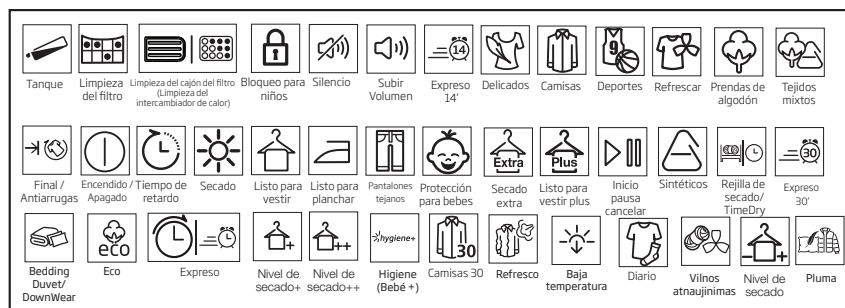 14
9
Tanque
Limpieza
del filtro
Limpieza del cajón del filtro
(Limpieza del
intercambiador de calor)
Bloqueo para
niños
Silencio
Subir
Volumen
Expreso
14'
Delicados
Camisas
Deportes
Refrescar
Prendas de
algodón
Tejidos
mixtos
Extra
Plus
30
Final /
Antiarrugas
Encendido /
Apagado
Tiempo de
retardo
Secado
Listo para
vestir
Listo para
planchar
Pantalones
tejanos
Protección
para bebes
Secado
extra
Listo para
vestir plus
Inicio
pausa
cancelar
Sintéticos
Rejilla de
secado/
TimeDry
Expreso
30'
eco
+
++
hygiene+
30
- +
Bedding
Duvet/
DownWear
Eco
Expreso
Nivel de
secado+
Nivel de
secado++
Higiene
(Bebé +)
Camisas 30
Refresco
Baja
temperatura
Diario
Vilnos
atnaujinimas
Nivel de
secado
Pluma